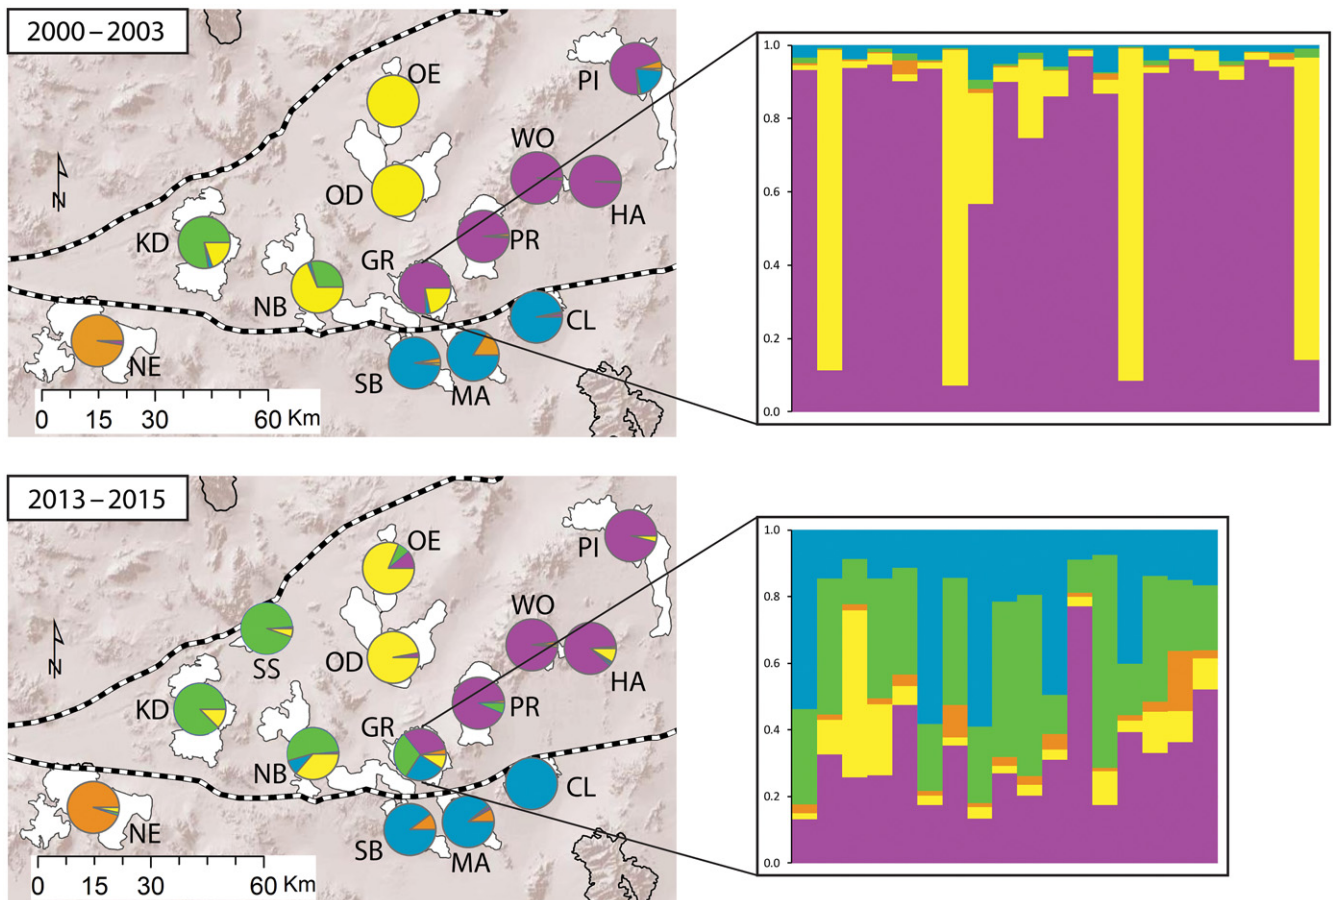 2000–2003
OE
PI
WO
OD
HA
KD
PR
GR
NB
CL
NE
SB
MA
N
0 15 30 60 Km
1.0
0.8
0.6
0.4
0.2
0.0
2013–2015
OE
PI
WO
SS
OD
HA
KD
PR
GR
NB
CL
NE
SB
MA
N
0 15 30 60 Km
1.0
0.8
0.6
0.4
0.2
0.0